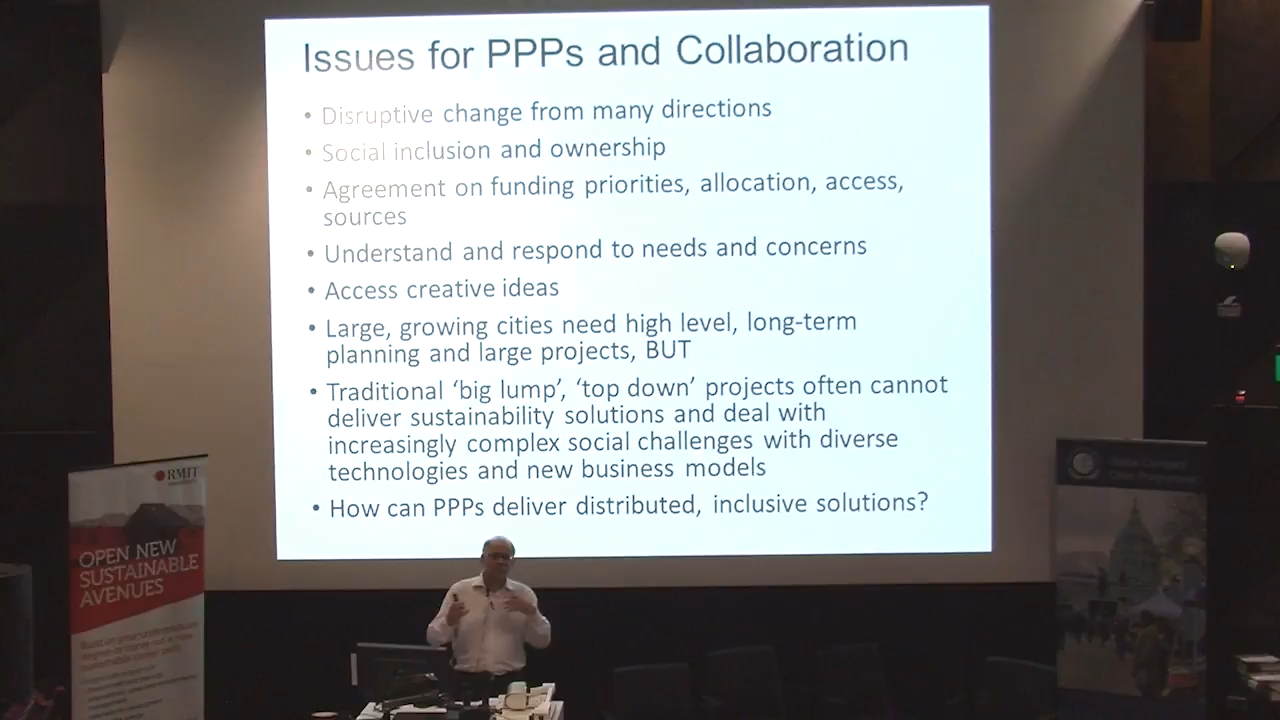 Issues for PPPs and Collaboration
• Disruptive change from many directions
• Social inclusion and ownership
• Agreement on funding priorities, allocation, access,
sources
• Understand and respond to needs and concerns
• Access creative ideas
• Large, growing cities need high level, long-term
planning and large projects, BUT
• Traditional ‘big lump’, ‘top down’ projects often cannot
deliver sustainability solutions and deal with
increasingly complex social challenges with diverse
technologies and new business models
• How can PPPs deliver distributed, inclusive solutions?
RMIT
OPEN NEW
SUSTAINABLE
AVENUES